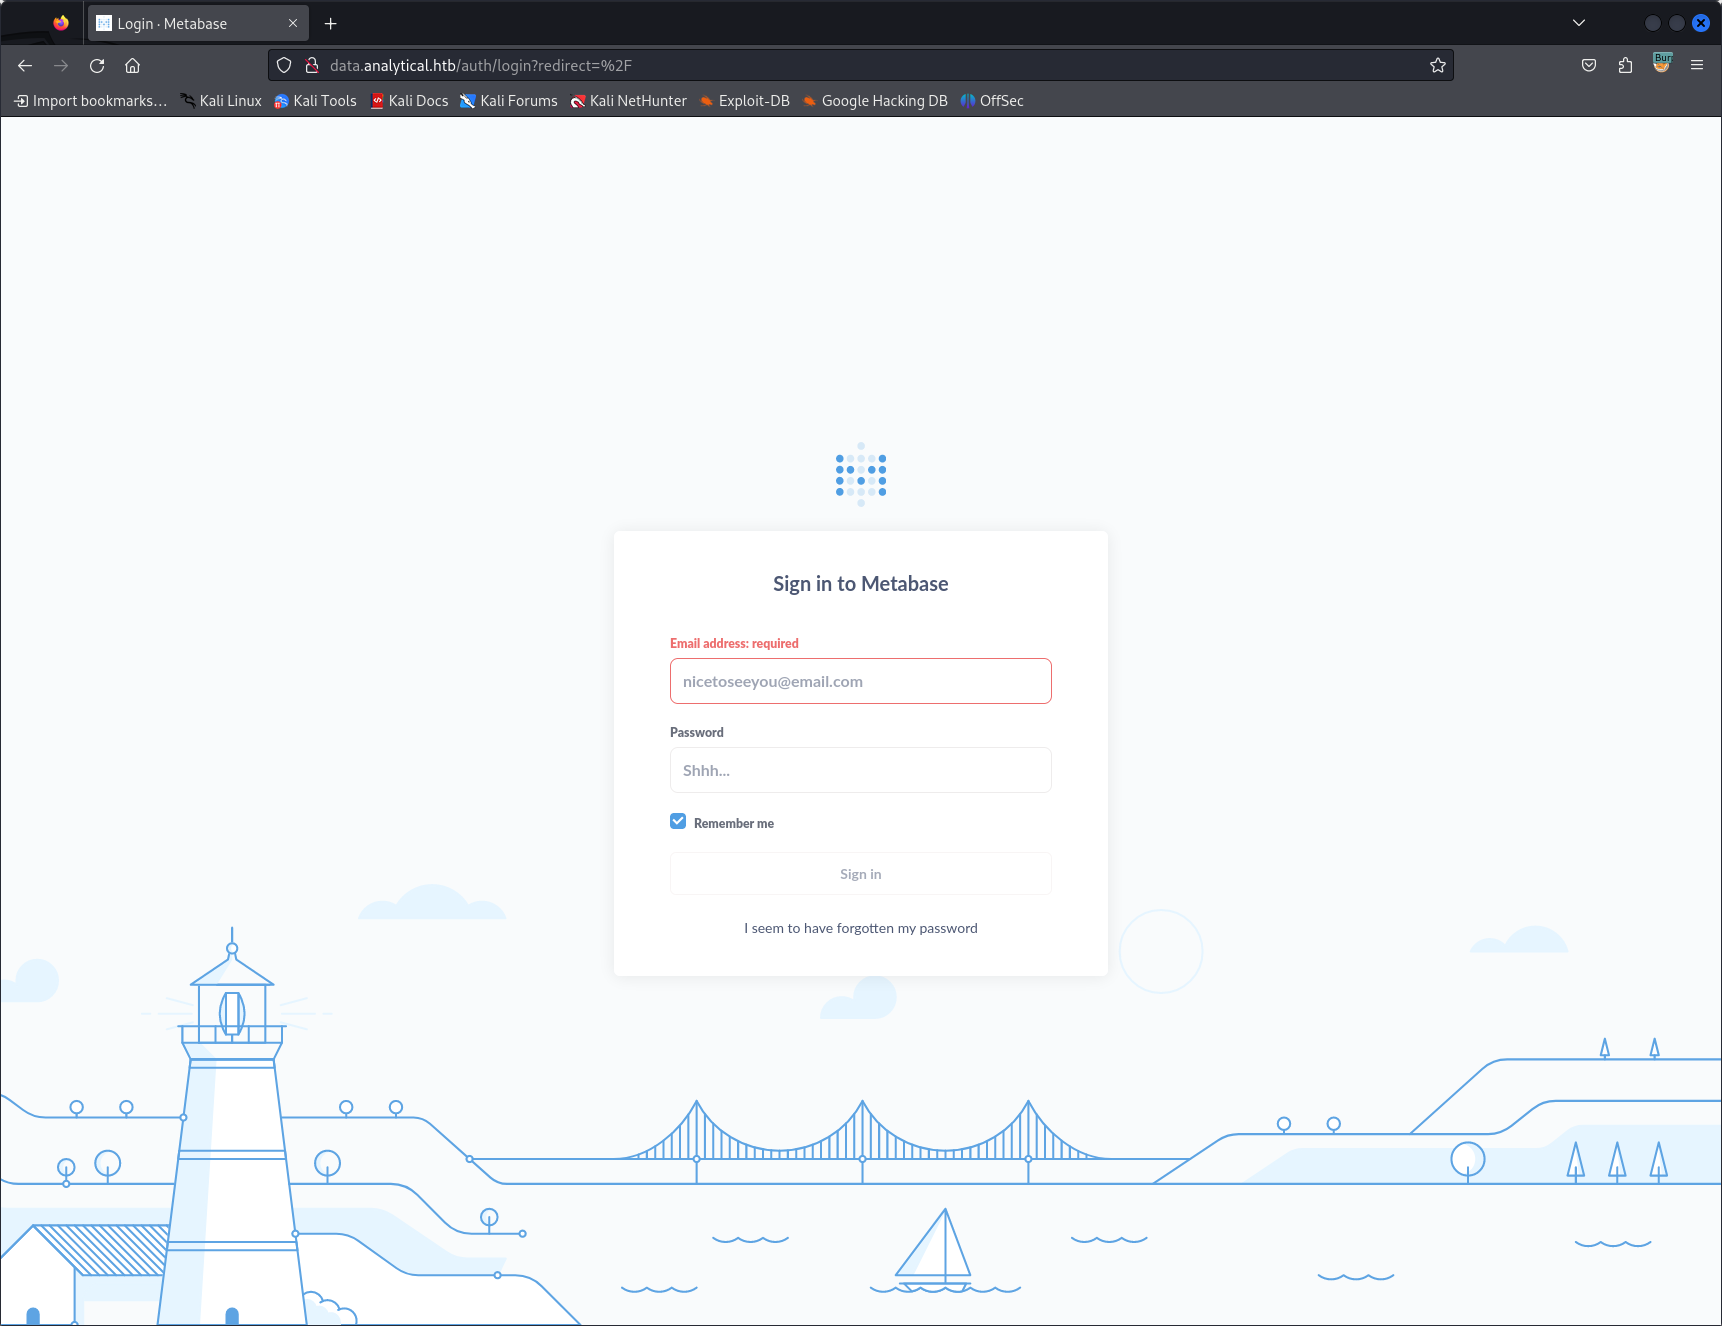 Login · Metabase
data.analytical.htb/auth/login?redirect=%2F
Import bookmarks... Kali Linux Kali Tools Kali Docs Kali Forums Kali NetHunter Exploit-DB Google Hacking DB OffSec
Sign in to Metabase
Email address: required
nicetoseeyou@email.com
Password
Shhh...
Remember me
Sign in
I seem to have forgotten my password